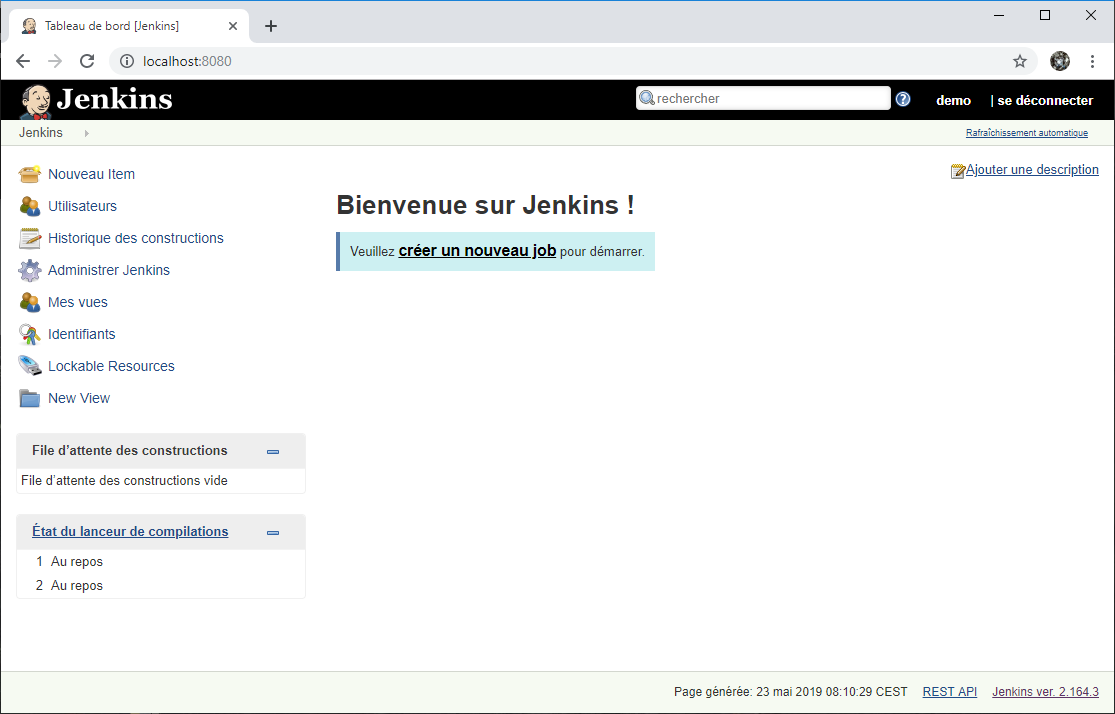 Tableau de bord [Jenkins]
localhost:8080
Jenkins
rechercher
demo
| se déconnecter
Jenkins
Rafraîchissement automatique
Ajouter une description
Nouveau Item
Utilisateurs
Historique des constructions
Administrer Jenkins
Mes vues
Identifiants
Lockable Resources
New View
Bienvenue sur Jenkins !
Veuillez créer un nouveau job pour démarrer.
File d’attente des constructions
File d’attente des constructions vide
État du lanceur de compilations
1 Au repos
2 Au repos
Page générée: 23 mai 2019 08:10:29 CEST REST API Jenkins ver. 2.164.3